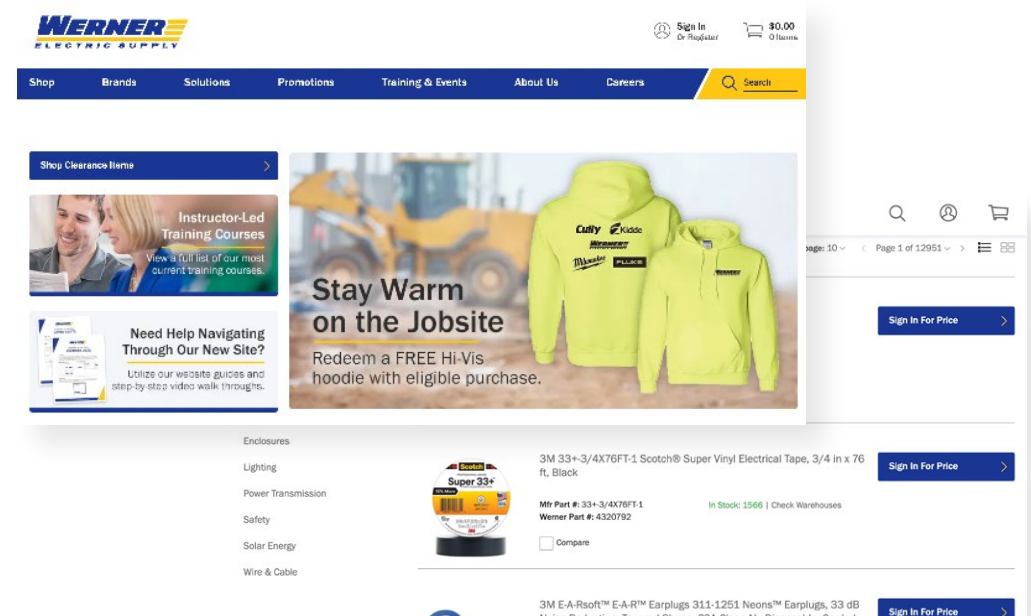 WERNER
ELECTRIC SUPPLY
Sign In
Or Register
$0.00
0 Items
Shop
Brands
Solutions
Promotions
Training & Events
About Us
Careers
Search
Shop Clearance Items
Instructor-Led
Training Courses
View a full list of our most
current training courses.
Need Help Navigating
Through Our New Site?
Utilize our website guides and
step-by-step video walk throughs.
Stay Warm
on the Jobsite
Redeem a FREE Hi-Vis
hoodie with eligible purchase.
Cully
Kidde
WERNER
Milwaukee
FLUKE
WERNER
page: 10
Page 1 of 12951
Sign In For Price
Enclosures
Lighting
Power Transmission
Safety
Solar Energy
Wire & Cable
Scotch
Super 33+
3M
3M 33+-3/4X76FT-1 Scotch® Super Vinyl Electrical Tape, 3/4 in x 76
ft, Black
Mfr Part #: 33+-3/4X76FT-1
Werner Part #: 4320792
In Stock: 1566 | Check Warehouses
Compare
Sign In For Price
3M E-A-Rsoft™ E-A-R™ Earplugs 311-1251 Neons™ Earplugs, 33 dB
Sign In For Price